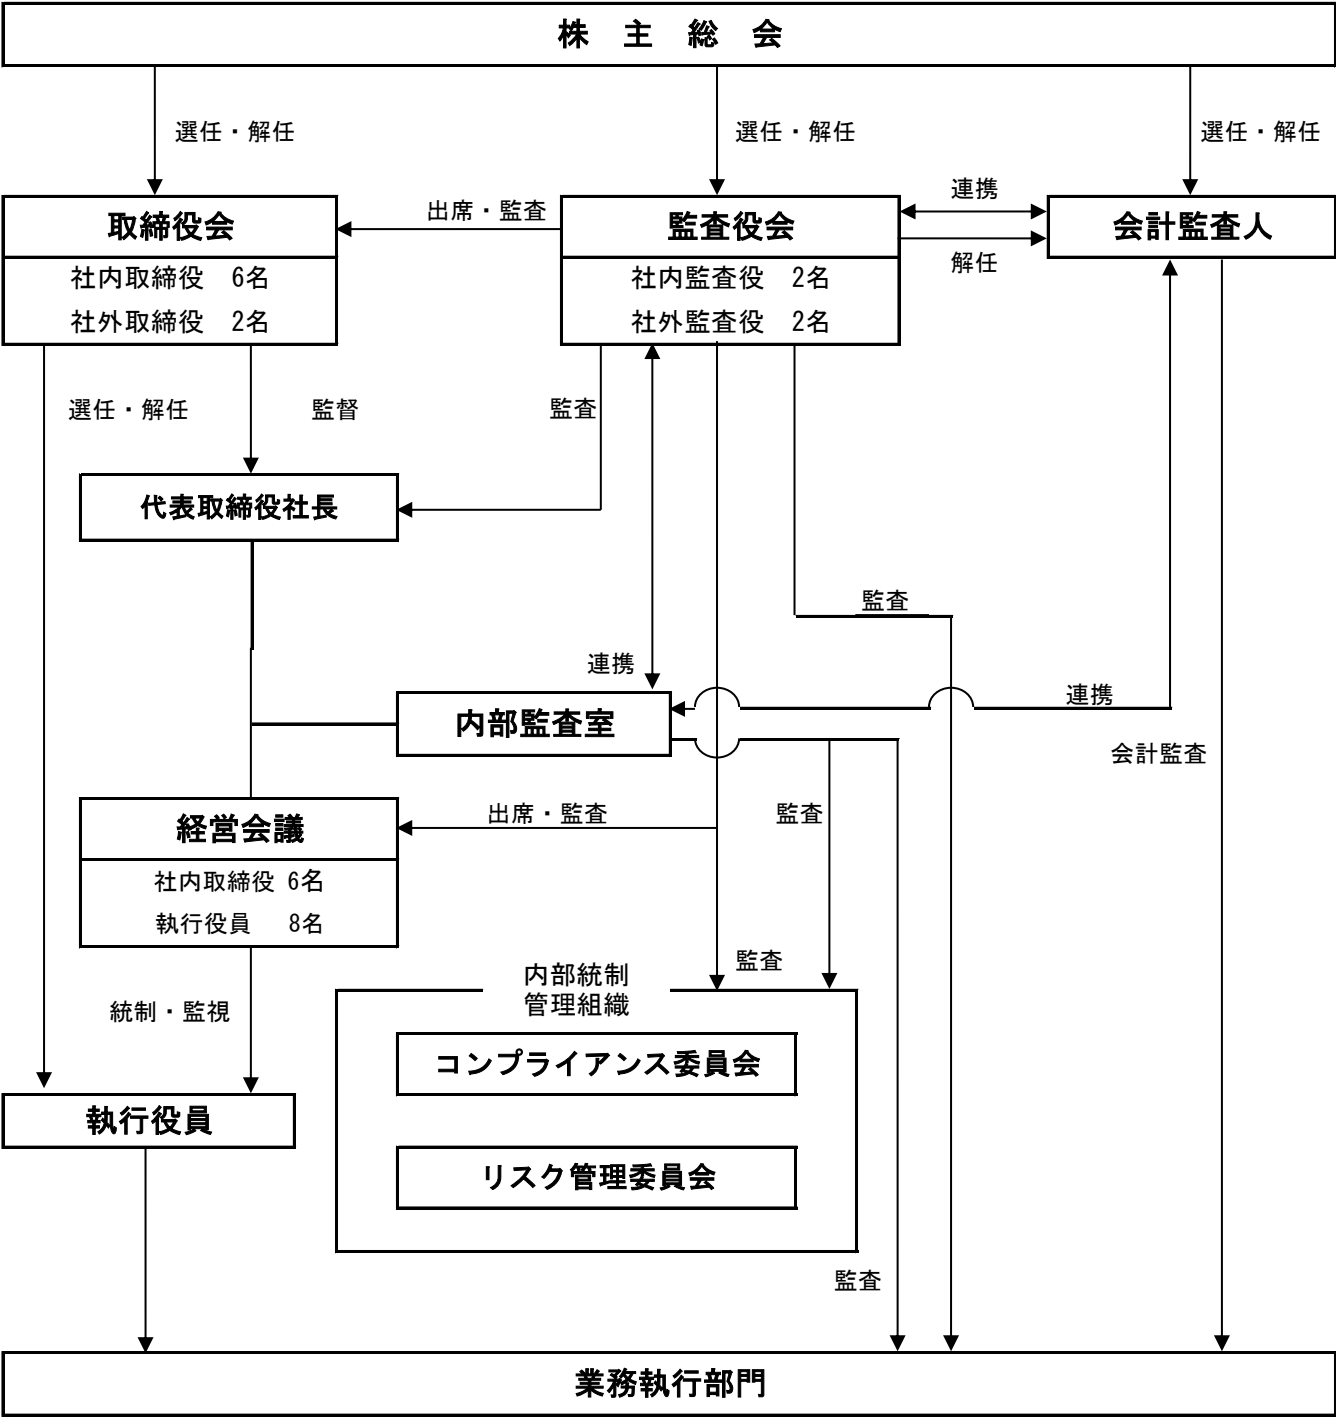 株　主　総　会
選任・解任
選任・解任
選任・解任
取締役会
社内取締役　6名
社外取締役　2名
出席・監査
監査役会
社内監査役　2名
社外監査役　2名
連携
解任
会計監査人
選任・解任
監督
監査
代表取締役社長
監査
連携
連携
内部監査室
会計監査
経営会議
社内取締役 6名
執行役員　8名
出席・監査
監査
監査
統制・監視
内部統制
管理組織
コンプライアンス委員会
執行役員
リスク管理委員会
監査
業務執行部門